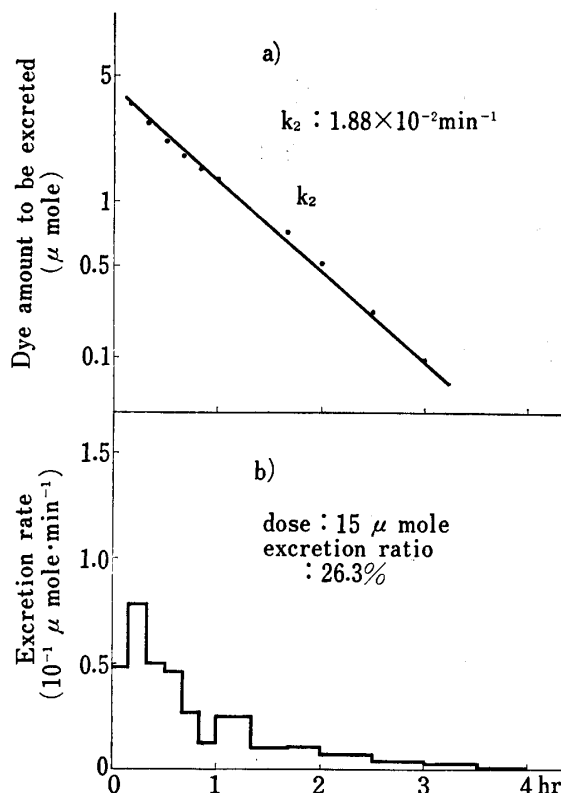 a)
5
k₂ : 1.88×10⁻²min⁻¹
k₂
1
0.5
0.1
Dye amount to be excreted
(μ mole)
1.5
b)
dose : 15 μ mole
excretion ratio
: 26.3%
1.0
0.5
0
Excretion rate
(10⁻¹ μ mole·min⁻¹)
0 1 2 3 4 hr